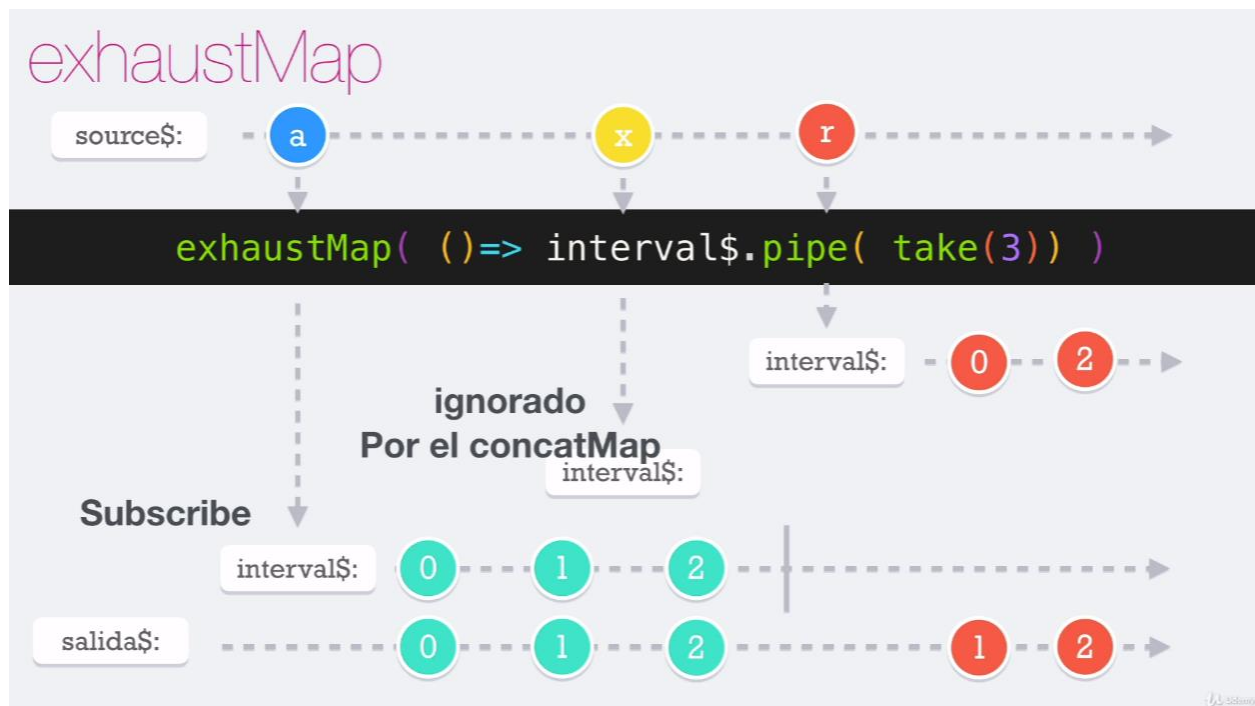 exhaustMap
source$:
a
x
r
exhaustMap( ()=> interval$.pipe( take(3)) )
interval$:
0
2
ignorado
Por el concatMap
interval$:
Subscribe
interval$:
0
1
2
salida$:
0
1
2
1
2
Udemy